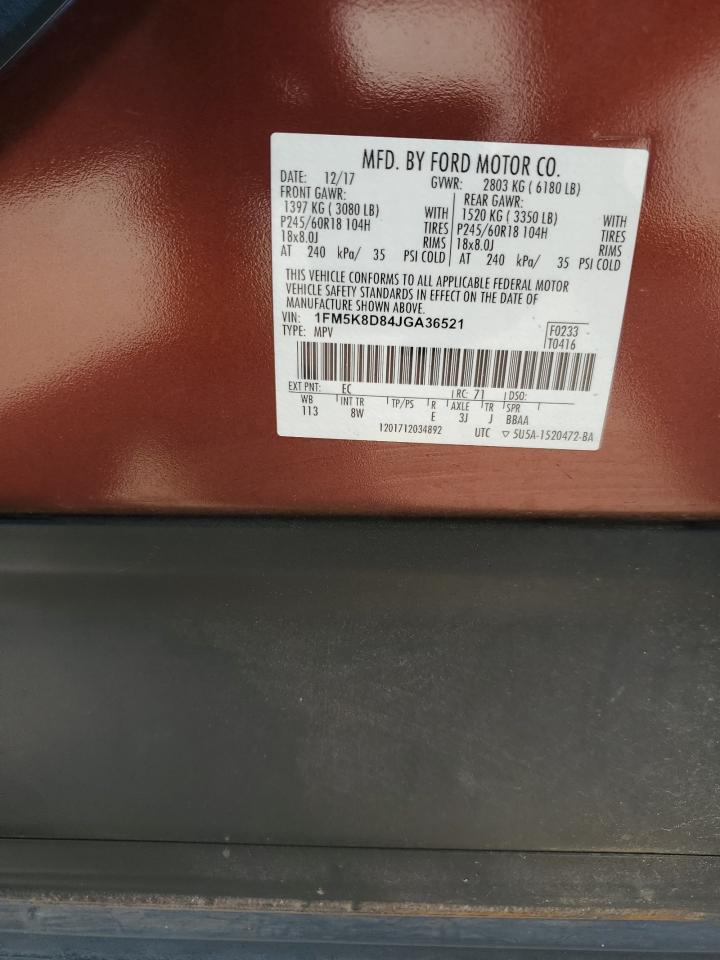 MFD. BY FORD MOTOR CO.
DATE: 12/17 GVWR: 2803 KG ( 6180 LB)
FRONT GAWR: REAR GAWR:
1397 KG ( 3080 LB) WITH 1520 KG ( 3350 LB) WITH
P245/60R18 104H TIRES P245/60R18 104H TIRES
18x8.0J RIMS 18x8.0J RIMS
AT 240 kPa/ 35 PSI COLD AT 240 kPa/ 35 PSI COLD
THIS VEHICLE CONFORMS TO ALL APPLICABLE FEDERAL MOTOR
VEHICLE SAFETY STANDARDS IN EFFECT ON THE DATE OF
MANUFACTURE SHOWN ABOVE.
VIN: 1FM5K8D84JGA36521 F0233
TYPE: MPV T0416
EXT PNT: EC RC: 71 DSO:
WB INT TR TP/PS R AXLE TR SPR
113 8W E 3J J BBAA
1201712034892 UTC ▽ 5U5A-1520472-BA